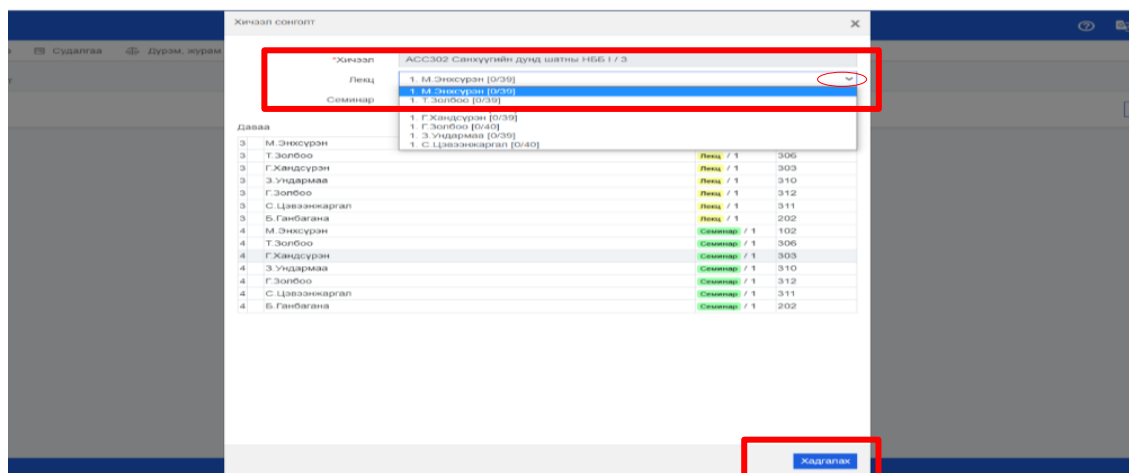 Хичээл сонголт
Судалгаа Дүрэм, журам
*Хичээл ACC302 Санхүүгийн дунд шатны НББ I / 3
Лекц 1. М.Энхсүрэн [0/39]
1. М.Энхсүрэн [0/39]
Семинар 1. Т.Золбоо [0/39]
1. Г.Хандсүрэн [0/39]
1. Г.Золбоо [0/40]
1. З.Ундармаа [0/39]
1. С.Цэвээнжаргал [0/40]
Даваа
3 М.Энхсүрэн
3 Т.Золбоо Лекц / 1 306
3 Г.Хандсүрэн Лекц / 1 303
3 З.Ундармаа Лекц / 1 310
3 Г.Золбоо Лекц / 1 312
3 С.Цэвээнжаргал Лекц / 1 311
3 Б.Ганбагана Лекц / 1 202
4 М.Энхсүрэн Семинар / 1 102
4 Т.Золбоо Семинар / 1 306
4 Г.Хандсүрэн Семинар / 1 303
4 З.Ундармаа Семинар / 1 310
4 Г.Золбоо Семинар / 1 312
4 С.Цэвээнжаргал Семинар / 1 311
4 Б.Ганбагана Семинар / 1 202
Хадгалах